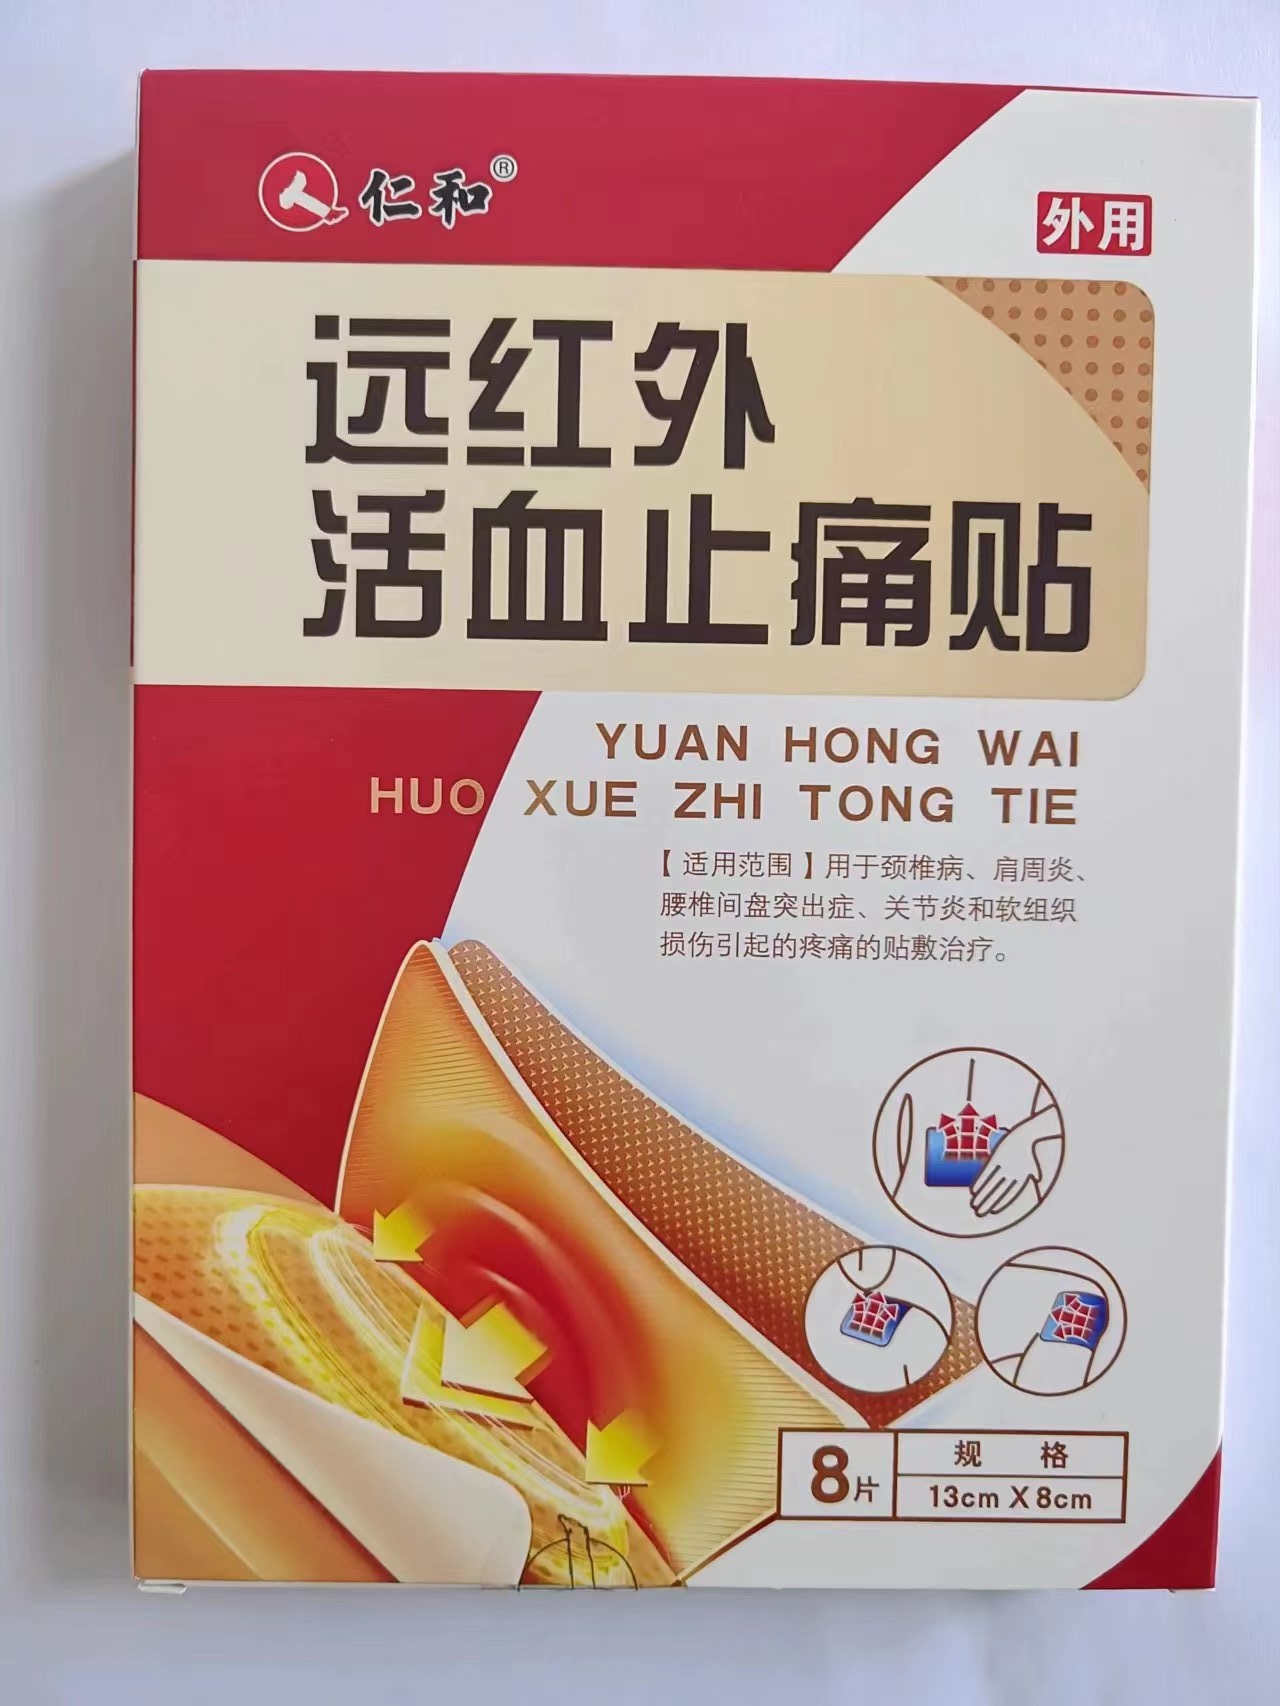 仁和®
外用
远红外
活血止痛贴
YUAN HONG WAI
HUO XUE ZHI TONG TIE
【适用范围】用于颈椎病、肩周炎、
腰椎间盘突出症、关节炎和软组织
损伤引起的疼痛的贴敷治疗。
8片
规 格
13cm X 8cm